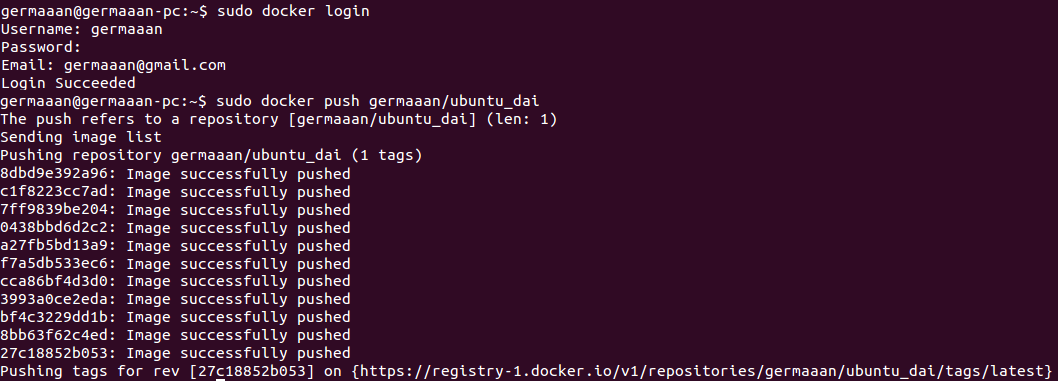 germaaan@germaaan-pc:~$ sudo docker login
Username: germaaan
Password:
Email: germaaan@gmail.com
Login Succeeded
germaaan@germaaan-pc:~$ sudo docker push germaaan/ubuntu_dai
The push refers to a repository [germaaan/ubuntu_dai] (len: 1)
Sending image list
Pushing repository germaaan/ubuntu_dai (1 tags)
8dbd9e392a96: Image successfully pushed
c1f8223cc7ad: Image successfully pushed
7ff9839be204: Image successfully pushed
0438bbd6d2c2: Image successfully pushed
a27fb5bd13a9: Image successfully pushed
f7a5db533ec6: Image successfully pushed
cca86bf4d3d0: Image successfully pushed
3993a0ce2eda: Image successfully pushed
bf4c3229dd1b: Image successfully pushed
8bb63f62c4ed: Image successfully pushed
27c18852b053: Image successfully pushed
Pushing tags for rev [27c18852b053] on {https://registry-1.docker.io/v1/repositories/germaaan/ubuntu_dai/tags/latest}